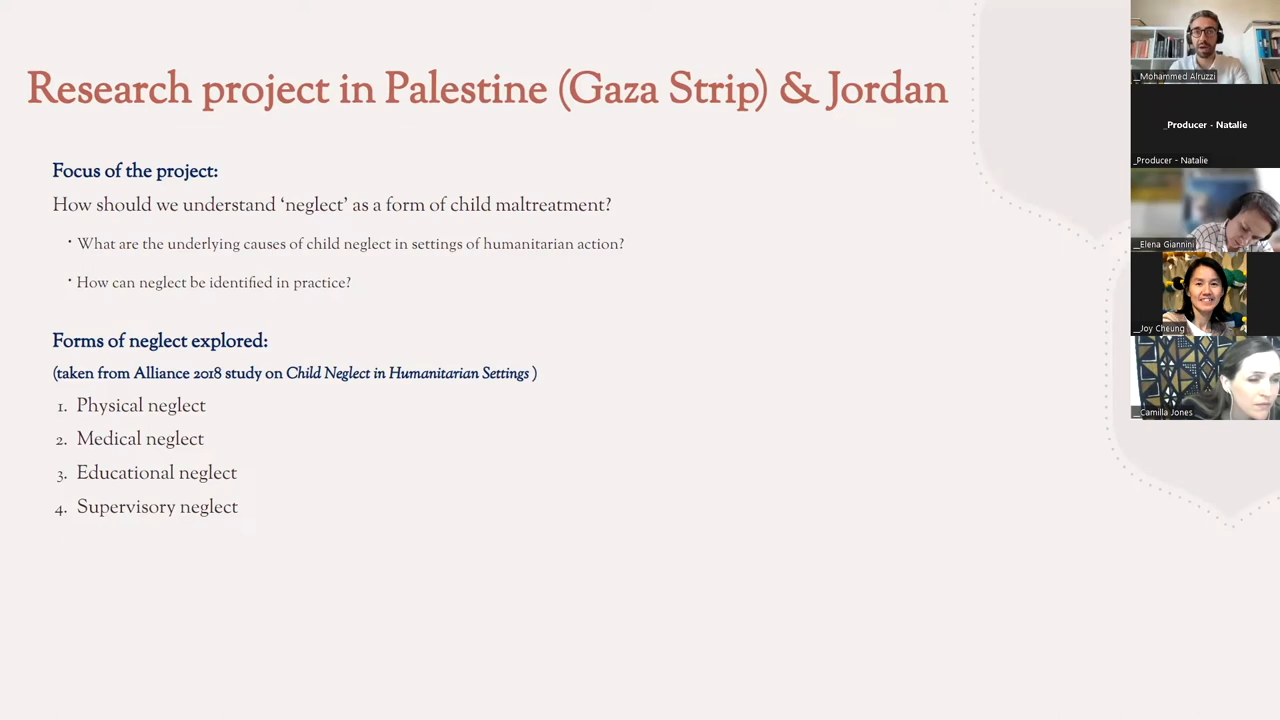 Research project in Palestine (Gaza Strip) & Jordan
Focus of the project:
How should we understand ‘neglect’ as a form of child maltreatment?
• What are the underlying causes of child neglect in settings of humanitarian action?
• How can neglect be identified in practice?
Forms of neglect explored:
(taken from Alliance 2018 study on Child Neglect in Humanitarian Settings )
1. Physical neglect
2. Medical neglect
3. Educational neglect
4. Supervisory neglect
_Mohammed Alruzzi
_Producer - Natalie
_Producer - Natalie
__Elena Giannini
_Joy Cheung
__Camilla Jones